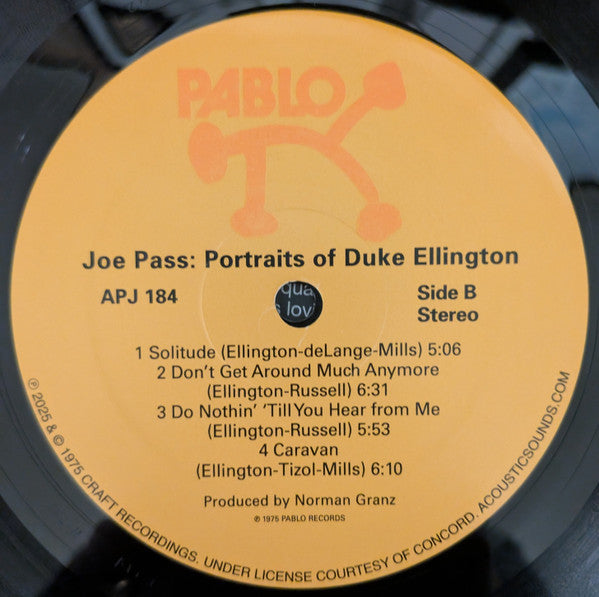 PABLO
Joe Pass: Portraits of Duke Ellington
APJ 184
Side B
Stereo
qua
lovi
1 Solitude (Ellington-deLange-Mills) 5:06
2 Don't Get Around Much Anymore
(Ellington-Russell) 6:31
3 Do Nothin' 'Till You Hear from Me
(Ellington-Russell) 5:53
4 Caravan
(Ellington-Tizol-Mills) 6:10
Produced by Norman Granz
℗ 1975 PABLO RECORDS
℗ 2025 & © 1975 CRAFT RECORDINGS. UNDER LICENSE COURTESY OF CONCORD. ACOUSTICSOUNDS.COM